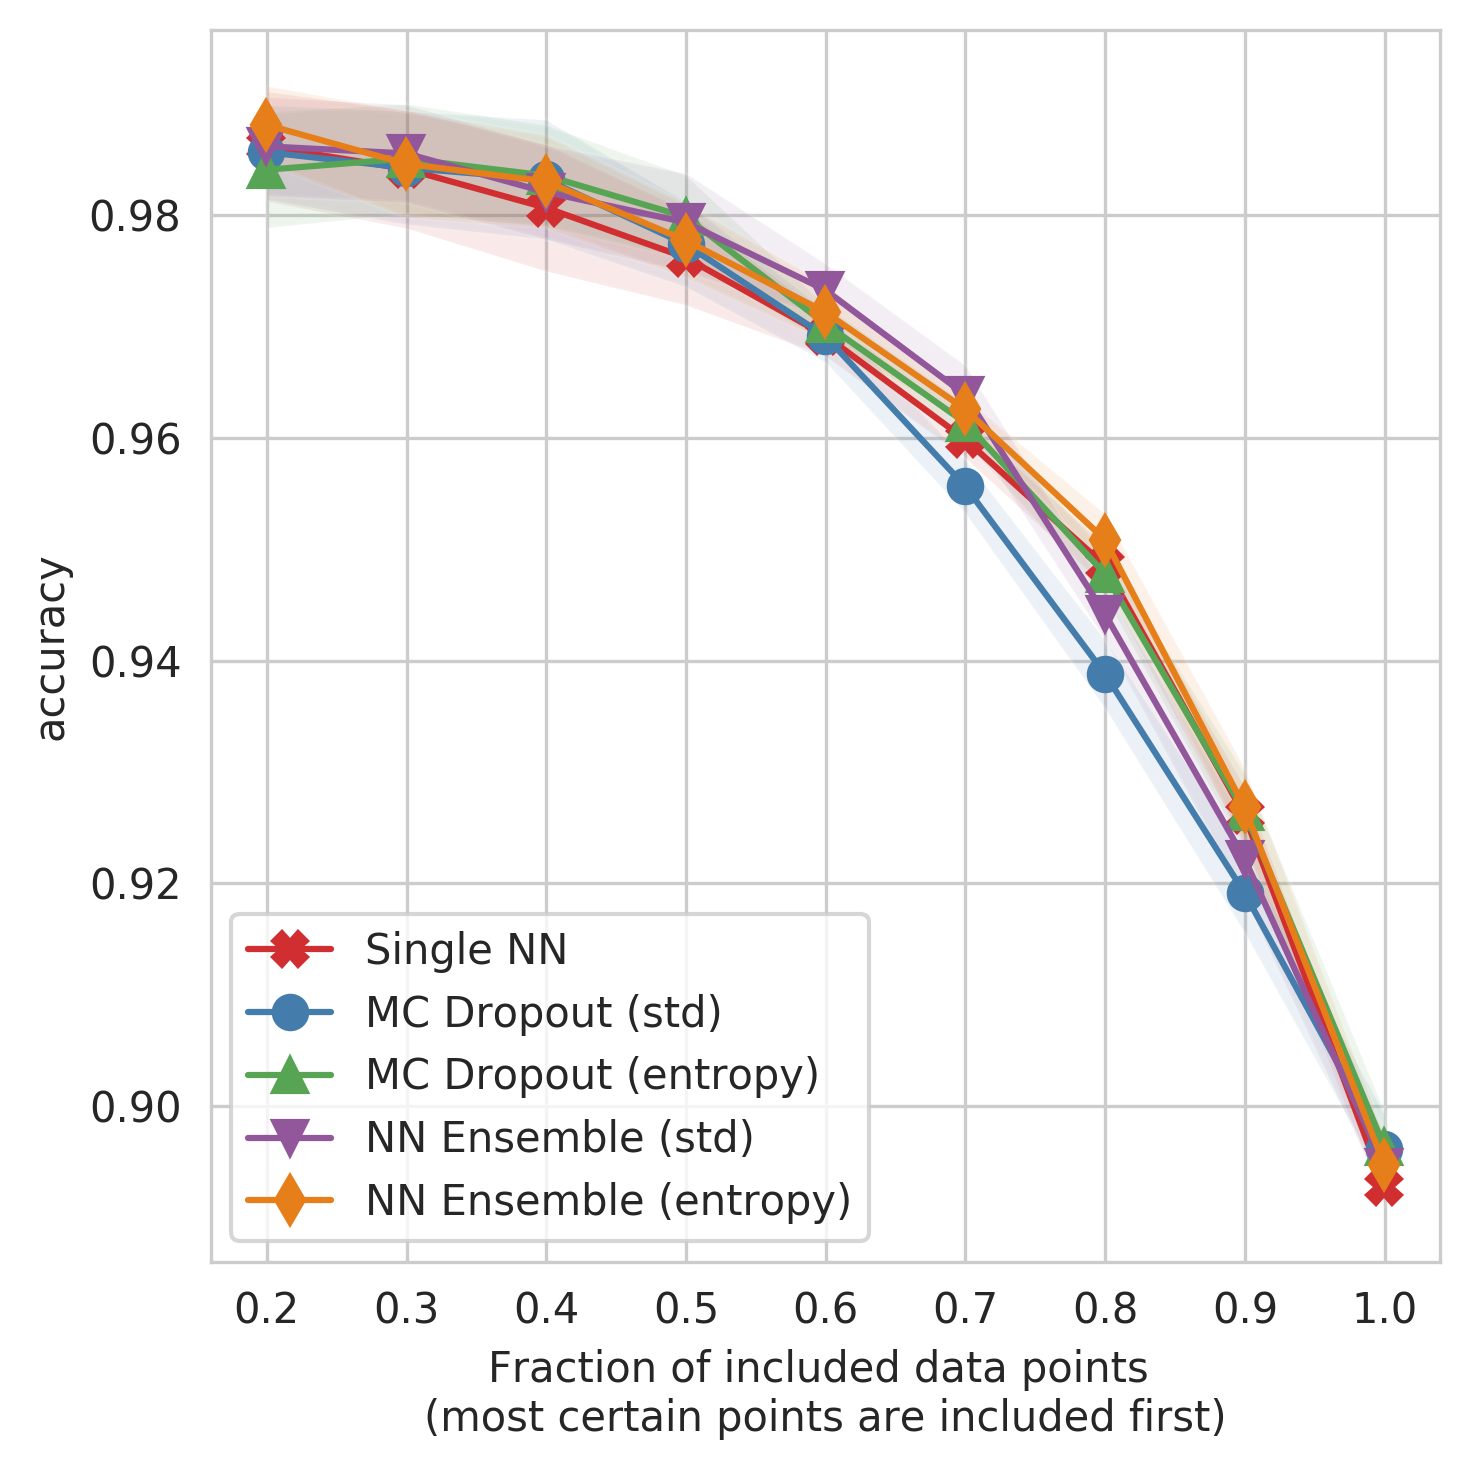 0.98
0.96
0.94
0.92
0.90
accuracy
Single NN
MC Dropout (std)
MC Dropout (entropy)
NN Ensemble (std)
NN Ensemble (entropy)
0.2 0.3 0.4 0.5 0.6 0.7 0.8 0.9 1.0
Fraction of included data points
(most certain points are included first)